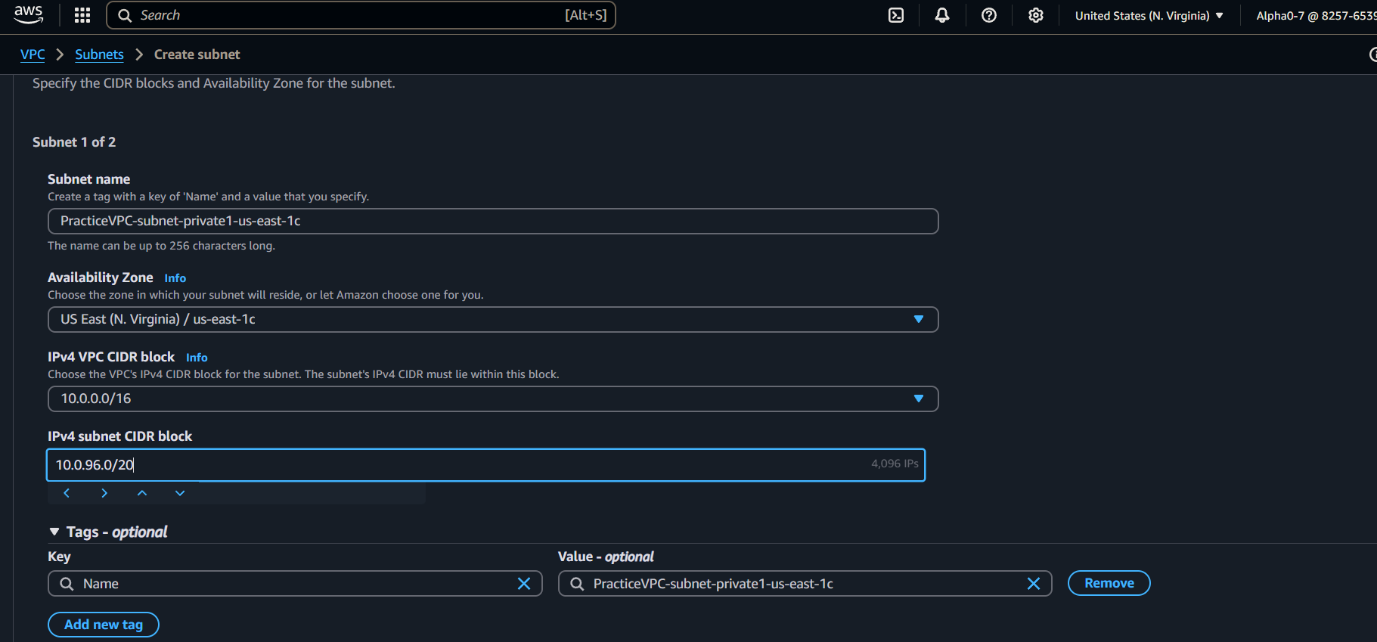 aws
Search [Alt+S] United States (N. Virginia) Alpha0-7 @ 8257-6539
VPC Subnets Create subnet
Specify the CIDR blocks and Availability Zone for the subnet.
Subnet 1 of 2
Subnet name
Create a tag with a key of 'Name' and a value that you specify.
PracticeVPC-subnet-private1-us-east-1c
The name can be up to 256 characters long.
Availability Zone Info
Choose the zone in which your subnet will reside, or let Amazon choose one for you.
US East (N. Virginia) / us-east-1c
IPv4 VPC CIDR block Info
Choose the VPC's IPv4 CIDR block for the subnet. The subnet's IPv4 CIDR must lie within this block.
10.0.0.0/16
IPv4 subnet CIDR block
10.0.96.0/20 4,096 IPs
Tags - optional
Key Value - optional
Name PracticeVPC-subnet-private1-us-east-1c Remove
Add new tag